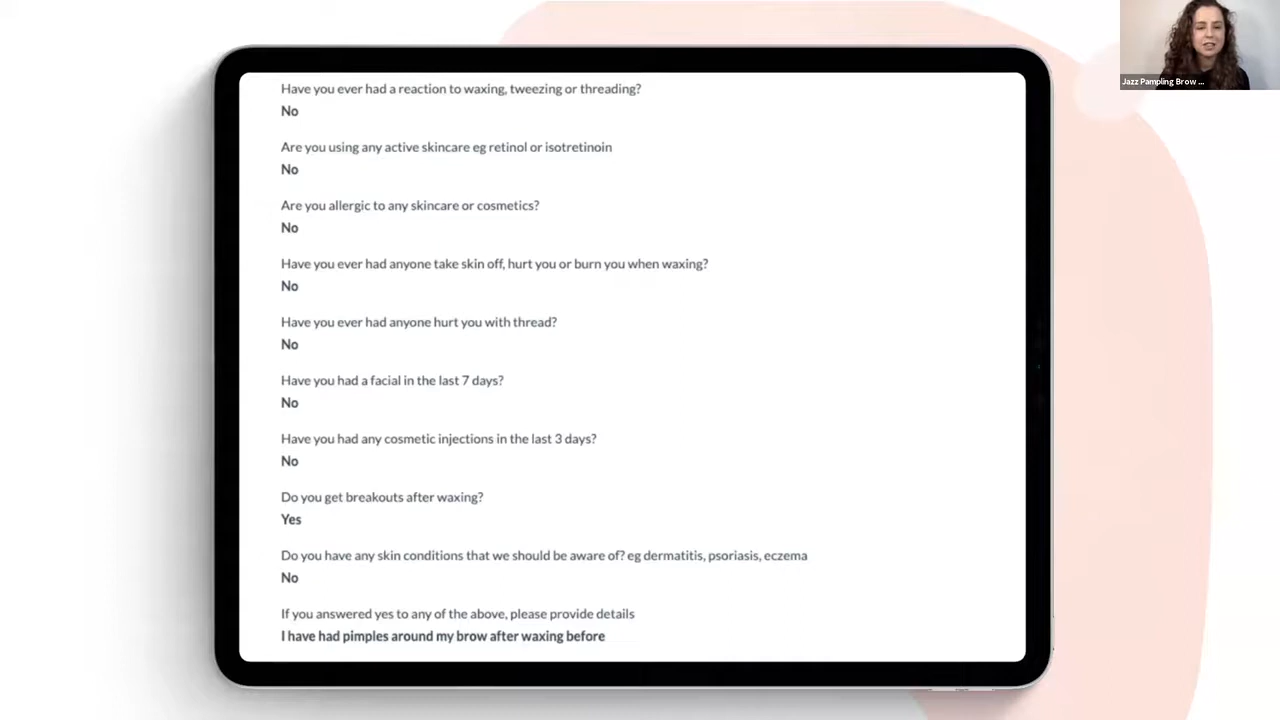 Jazz Pampling Brow ...
Have you ever had a reaction to waxing, tweezing or threading?
No
Are you using any active skincare eg retinol or isotretinoin
No
Are you allergic to any skincare or cosmetics?
No
Have you ever had anyone take skin off, hurt you or burn you when waxing?
No
Have you ever had anyone hurt you with thread?
No
Have you had a facial in the last 7 days?
No
Have you had any cosmetic injections in the last 3 days?
No
Do you get breakouts after waxing?
Yes
Do you have any skin conditions that we should be aware of? eg dermatitis, psoriasis, eczema
No
If you answered yes to any of the above, please provide details
I have had pimples around my brow after waxing before